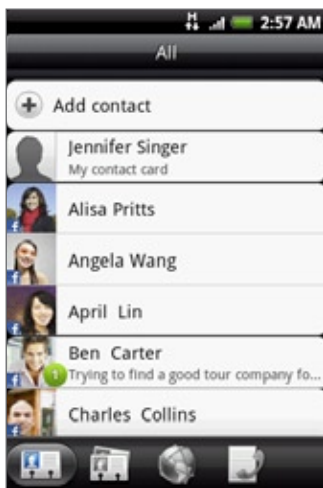 H 2:57 AM
All
Add contact
Jennifer Singer
My contact card
Alisa Pritts
Angela Wang
April Lin
Ben Carter
1 Trying to find a good tour company fo...
Charles Collins